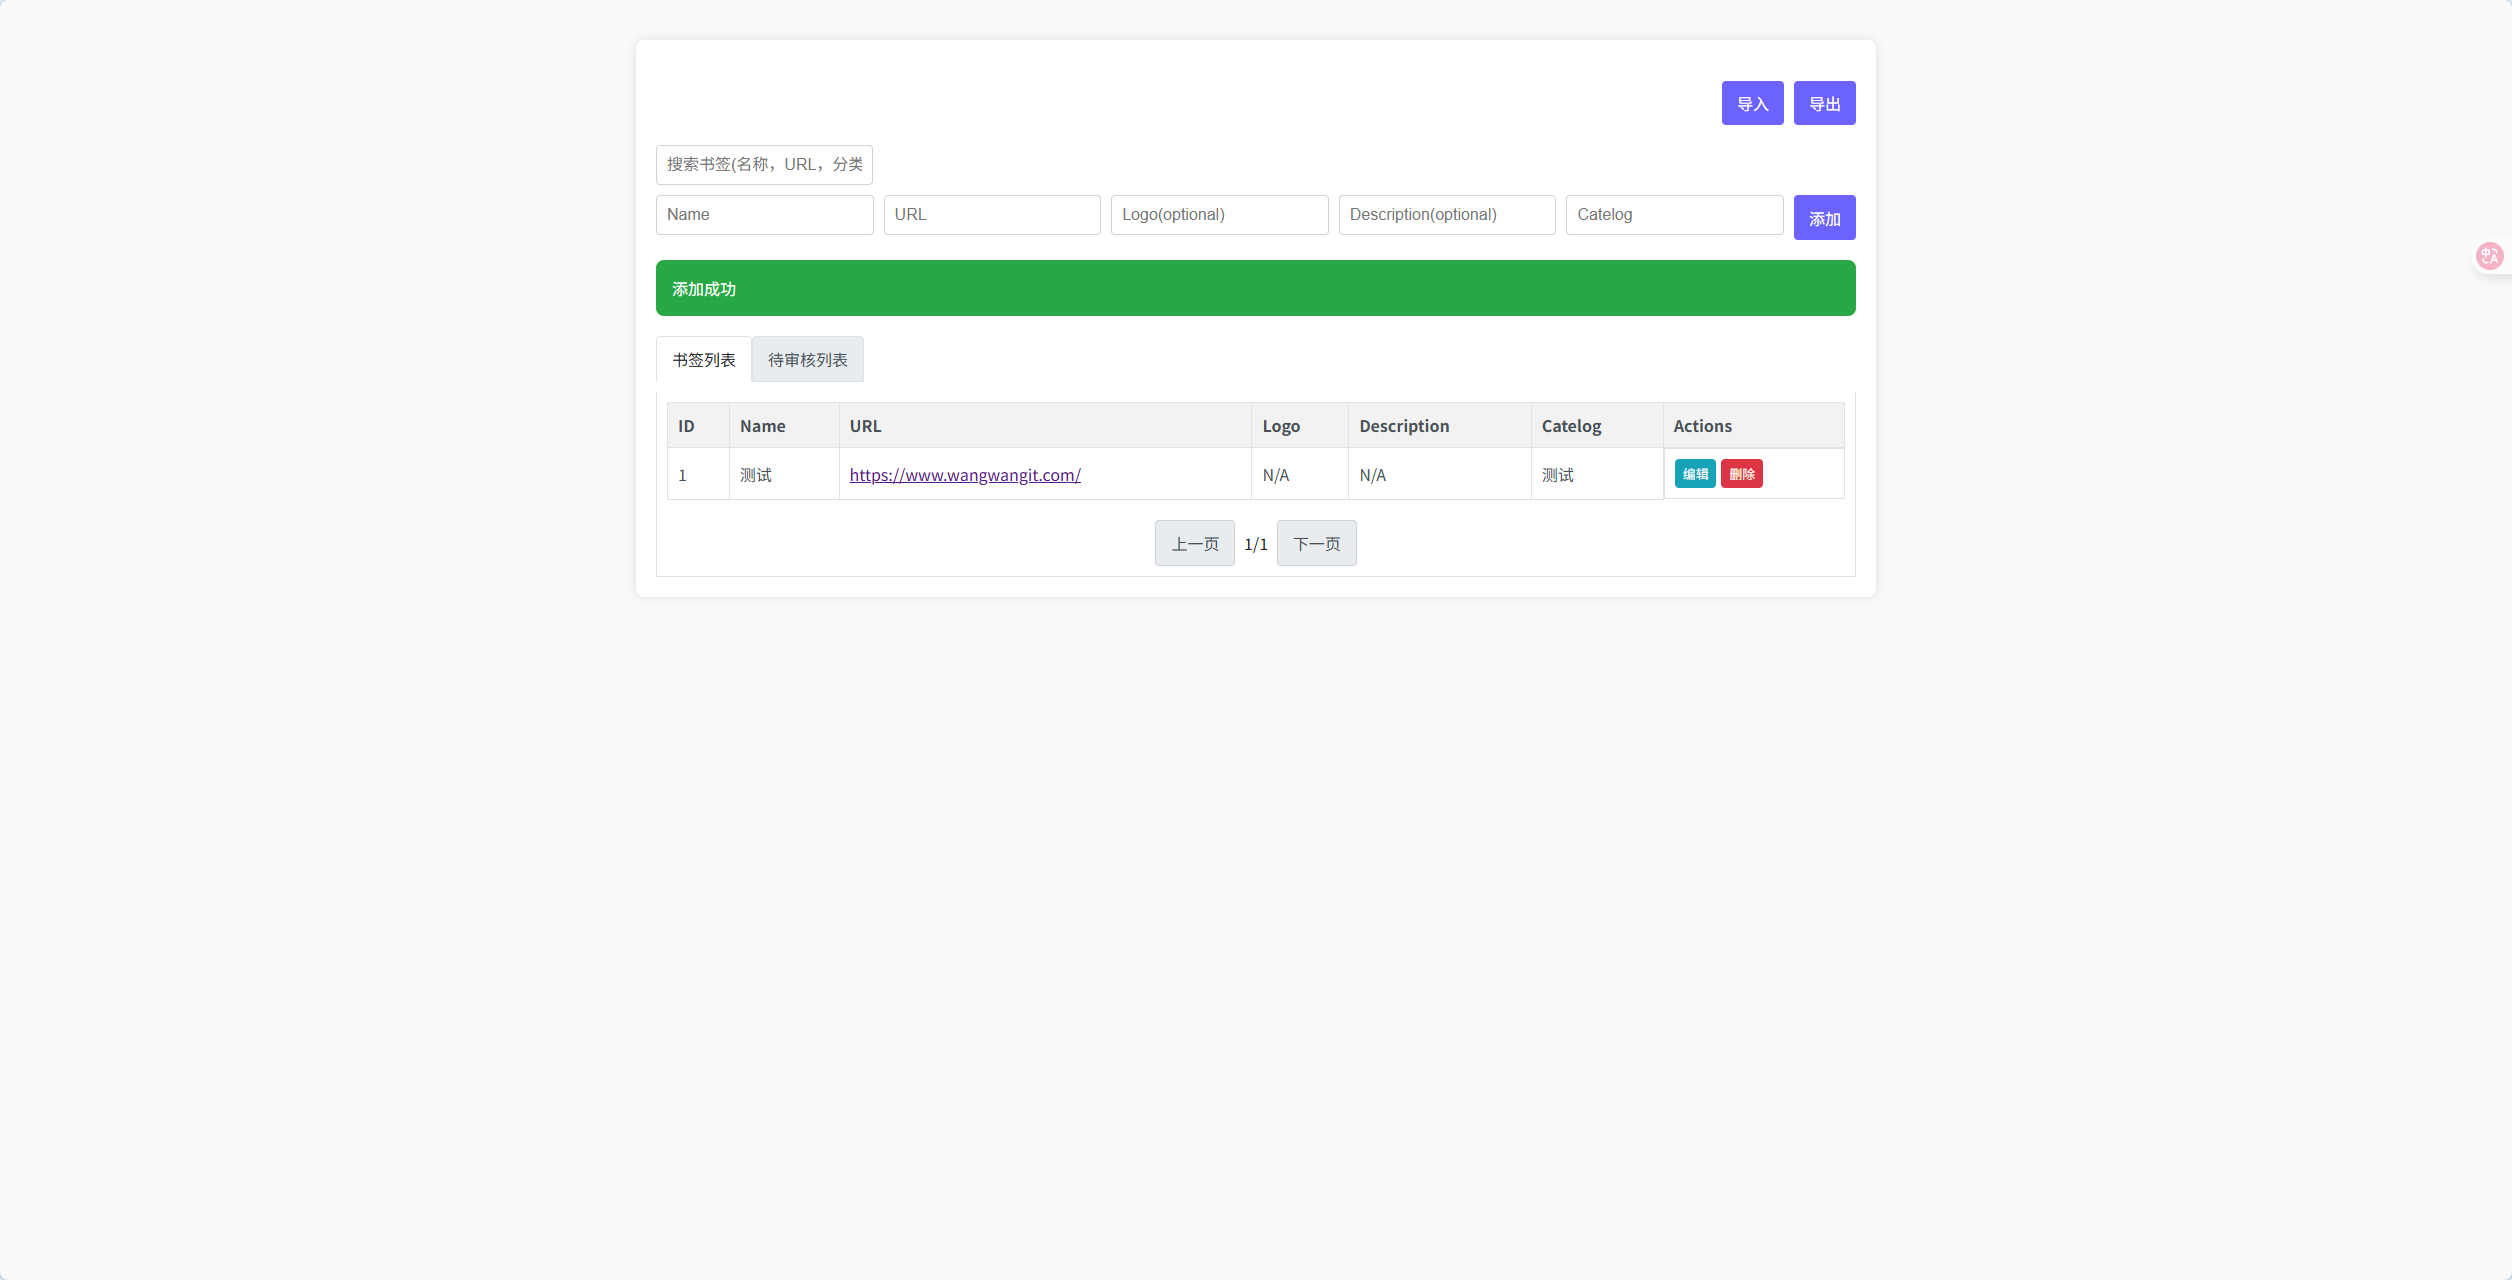 导入 导出
搜索书签(名称，URL，分类
Name URL Logo(optional) Description(optional) Catelog 添加
添加成功
书签列表 待审核列表
ID Name URL Logo Description Catelog Actions
1 测试 https://www.wangwangit.com/ N/A N/A 测试 编辑 删除
上一页 1/1 下一页